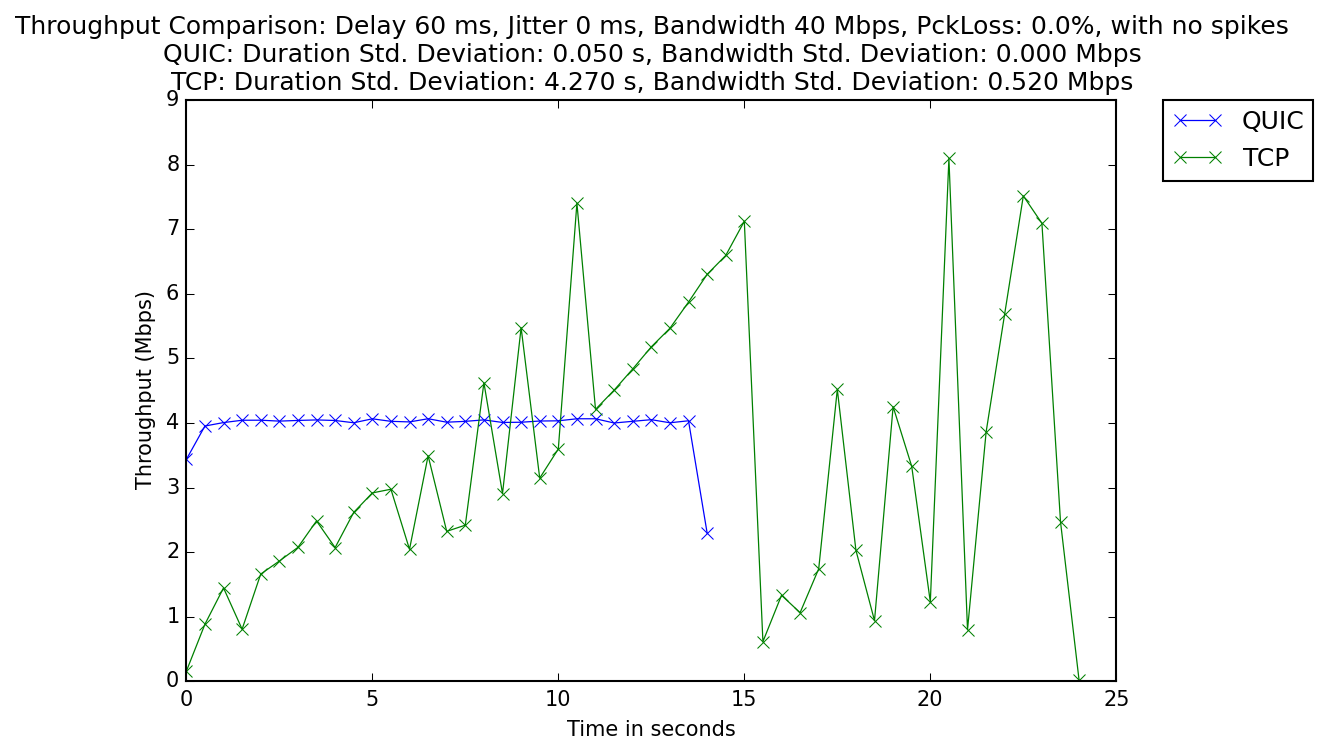 Throughput Comparison: Delay 60 ms, Jitter 0 ms, Bandwidth 40 Mbps, PckLoss: 0.0%, with no spikes
QUIC: Duration Std. Deviation: 0.050 s, Bandwidth Std. Deviation: 0.000 Mbps
TCP: Duration Std. Deviation: 4.270 s, Bandwidth Std. Deviation: 0.520 Mbps
QUIC
TCP
Throughput (Mbps)
9
8
7
6
5
4
3
2
1
0
0 5 10 15 20 25
Time in seconds